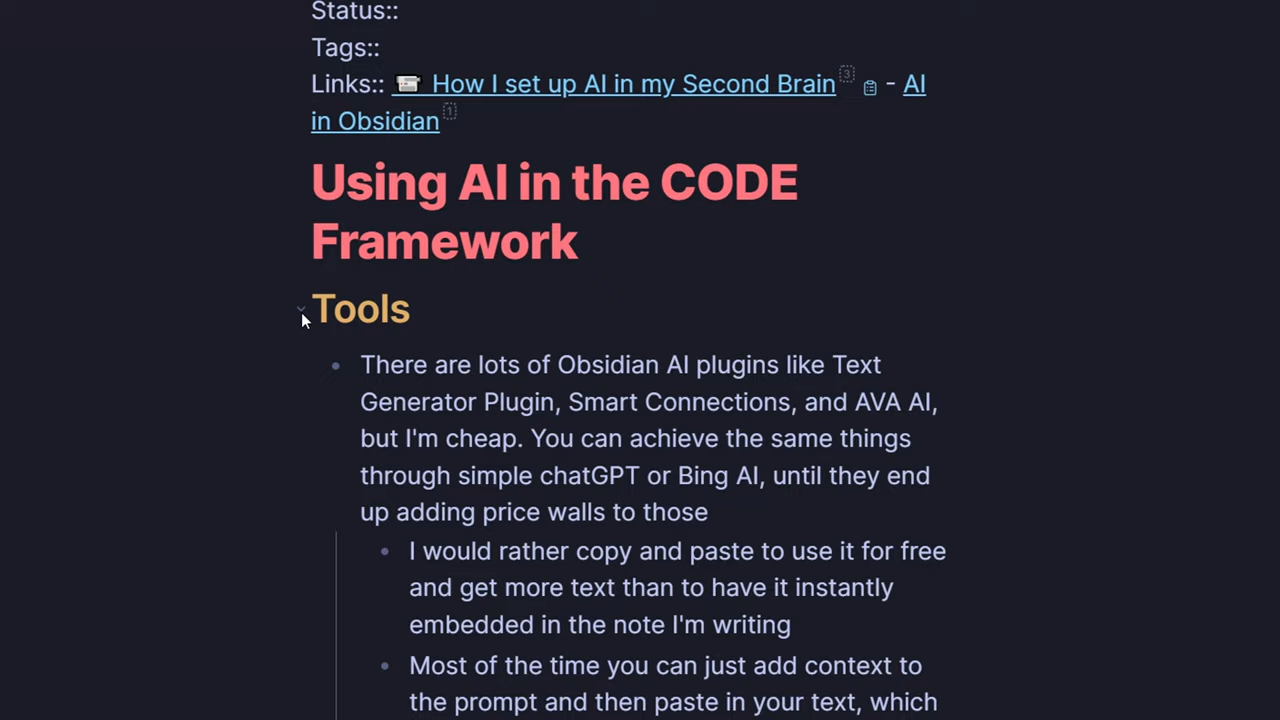 Status::
Tags::
Links:: How I set up AI in my Second Brain 3 - AI
in Obsidian 1
Using AI in the CODE
Framework
Tools
There are lots of Obsidian AI plugins like Text
Generator Plugin, Smart Connections, and AVA AI,
but I'm cheap. You can achieve the same things
through simple chatGPT or Bing AI, until they end
up adding price walls to those
I would rather copy and paste to use it for free
and get more text than to have it instantly
embedded in the note I'm writing
Most of the time you can just add context to
the prompt and then paste in your text, which